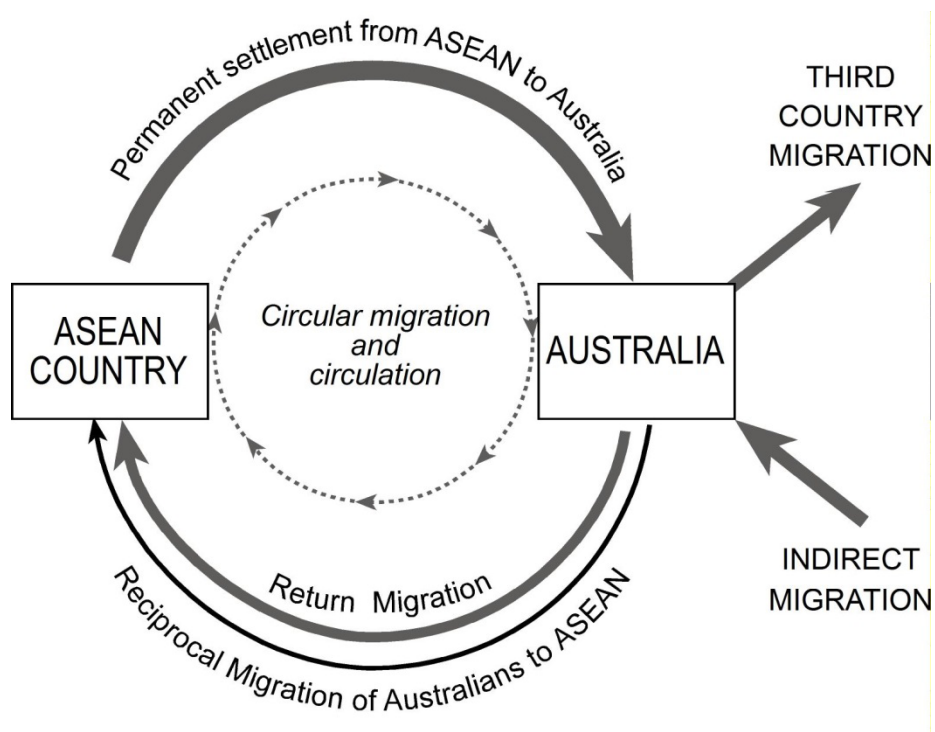 Permanent settlement from ASEAN to Australia
THIRD
COUNTRY
MIGRATION
ASEAN
COUNTRY
Circular migration
and
circulation
AUSTRALIA
Return Migration
Reciprocal Migration of Australians to ASEAN
INDIRECT
MIGRATION